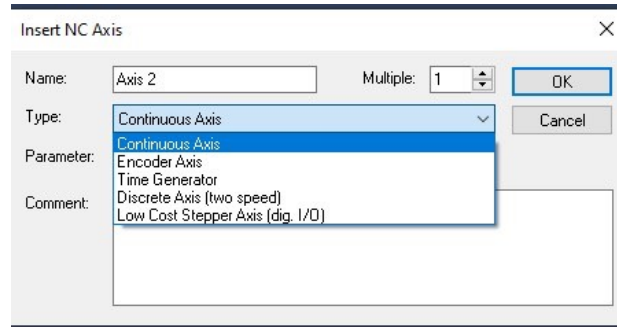 Insert NC Axis
Name: Axis 2 Multiple: 1 OK
Type: Continuous Axis Cancel
Continuous Axis
Parameter:
Encoder Axis
Time Generator
Discrete Axis (two speed)
Comment:
Low Cost Stepper Axis (dig. I/O)